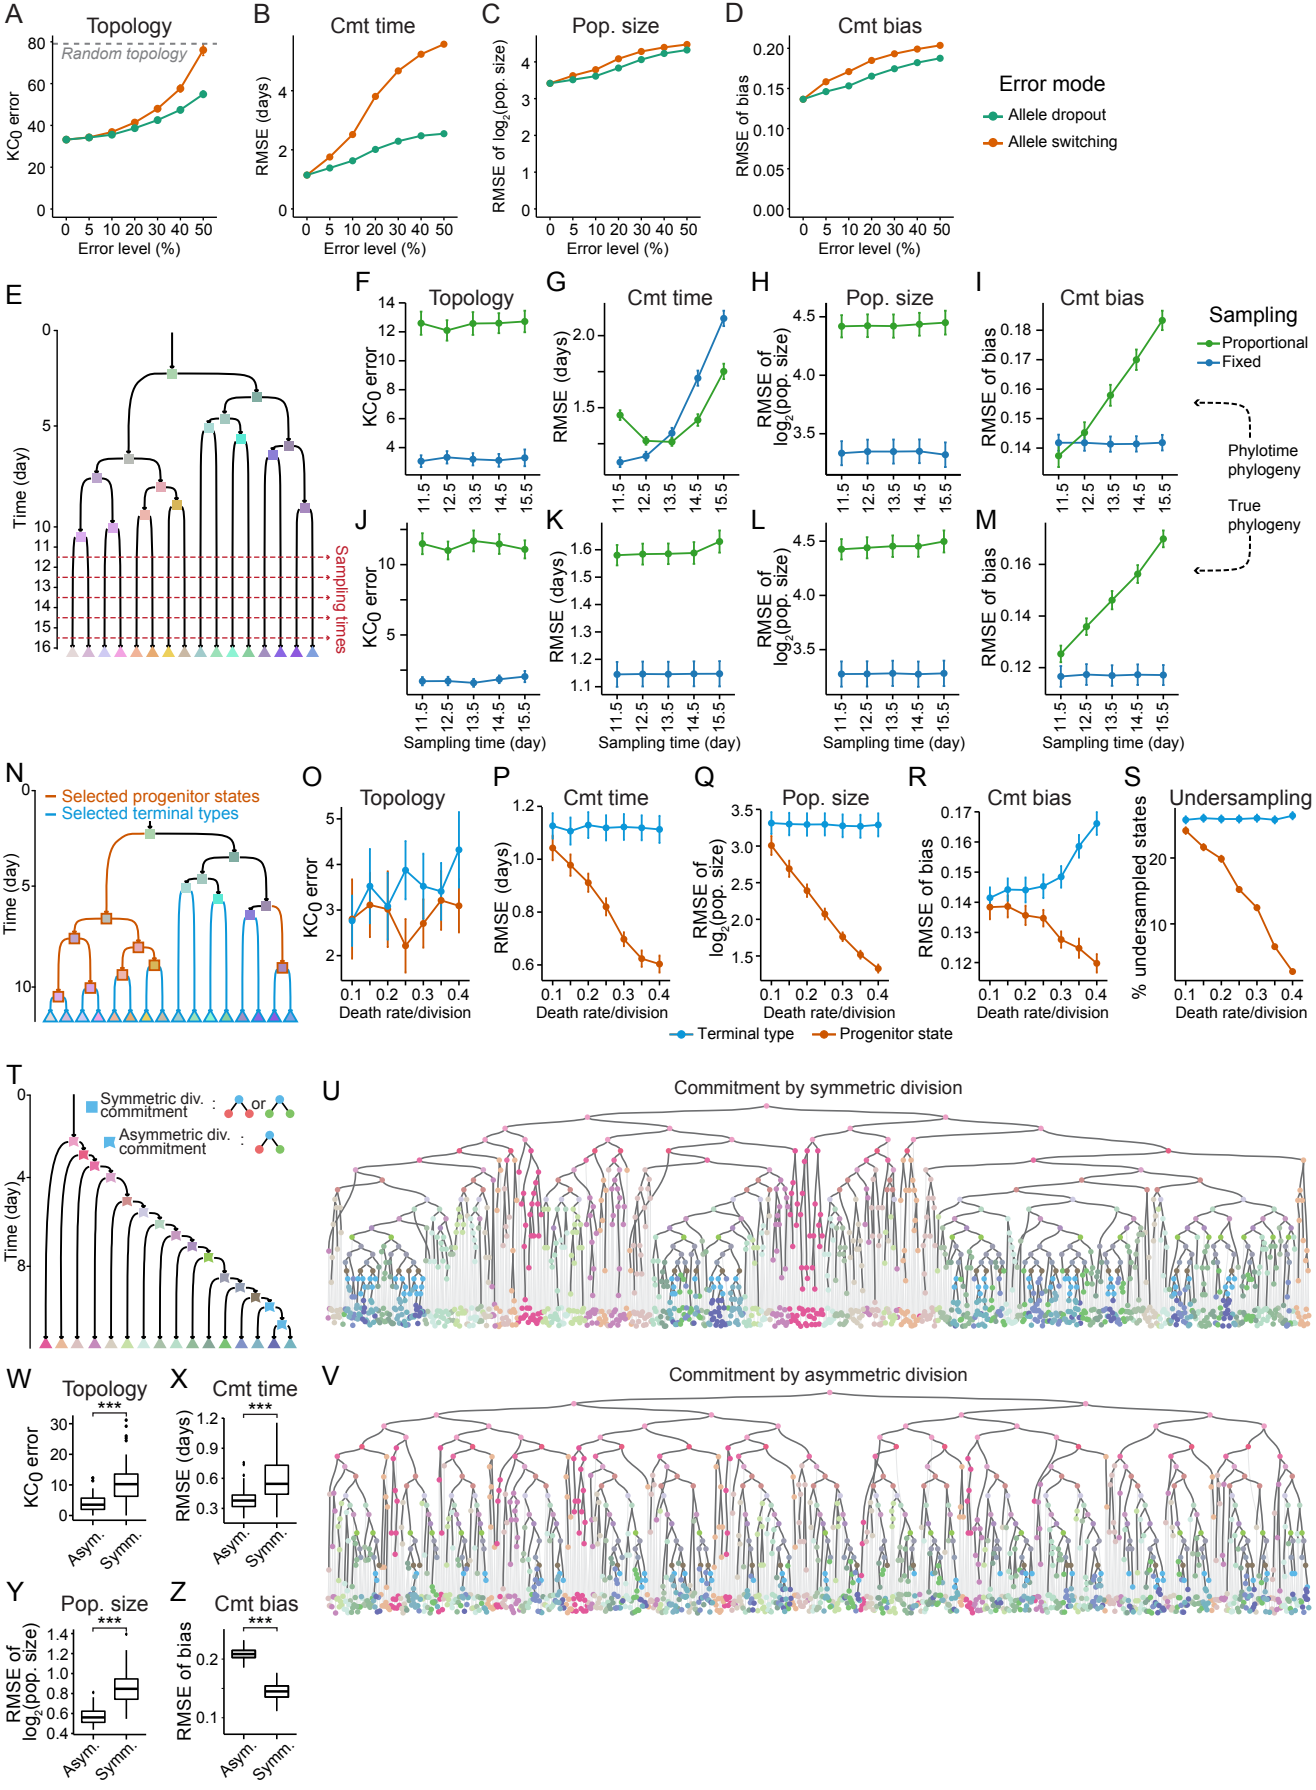 A
Topology
80
Random topology
60
40
20
0
KC0 error
0 5 10 20 30 40 50
Error level (%)
B
Cmt time
4
2
0
RMSE (days)
0 5 10 20 30 40 50
Error level (%)
C
Pop. size
4
3
2
1
0
RMSE of log2(pop. size)
0 5 10 20 30 40 50
Error level (%)
D
Cmt bias
0.20
0.15
0.10
0.05
0.00
RMSE of bias
0 5 10 20 30 40 50
Error level (%)
Error mode
Allele dropout
Allele switching
E
0
5
10
11
12
13
14
15
16
Time (day)
Sampling times
F
Topology
14
12
10
8
6
4
KC0 error
11.5 12.5 13.5 14.5 15.5
G
Cmt time
2.0
1.5
RMSE (days)
11.5 12.5 13.5 14.5 15.5
H
Pop. size
4.5
4.0
3.5
RMSE of
log2(pop. size)
11.5 12.5 13.5 14.5 15.5
I
Cmt bias
0.18
0.17
0.16
0.15
0.14
RMSE of bias
11.5 12.5 13.5 14.5 15.5
Sampling
Proportional
Fixed
Phylotime
phylogeny
True
phylogeny
J
10
5
KC0 error
11.5 12.5 13.5 14.5 15.5
Sampling time (day)
K
1.6
1.5
1.4
1.3
1.2
1.1
RMSE (days)
11.5 12.5 13.5 14.5 15.5
Sampling time (day)
L
4.5
4.0
3.5
RMSE of
log2(pop. size)
11.5 12.5 13.5 14.5 15.5
M
0.16
0.14
0.12
RMSE of bias
11.5 12.5 13.5 14.5 15.5
Sampling time (day)
N
0
5
10
Time (day)
Selected progenitor states
Selected terminal types
O
Topology
5
4
3
2
KC0 error
0.1 0.2 0.3 0.4
Death rate/division
P
Cmt time
1.2
1.0
0.8
0.6
RMSE (days)
0.1 0.2 0.3 0.4
Death rate/division
Q
Pop. size
3.5
3.0
2.5
2.0
1.5
RMSE of
log2(pop. size)
0.1 0.2 0.3 0.4
Death rate/division
R
Cmt bias
0.17
0.16
0.15
0.14
0.13
0.12
RMSE of bias
0.1 0.2 0.3 0.4
Death rate/division
S
Undersampling
20
10
% undersampled states
0.1 0.2 0.3 0.4
Death rate/division
Terminal type
Progenitor state
T
0
4
8
Time (day)
Symmetric div.
commitment
: or
Asymmetric div.
commitment
:
U
Commitment by symmetric division
V
Commitment by asymmetric division
W
Topology
***
30
20
10
0
KC0 error
Asym. Symm.
X
Cmt time
***
1.2
0.9
0.6
0.3
RMSE (days)
Asym. Symm.
Y
Pop. size
***
1.4
1.2
1.0
0.8
0.6
0.4
RMSE of
log2(pop. size)
Asym. Symm.
Z
Cmt bias
***
0.2
0.1
RMSE of bias
Asym. Symm.